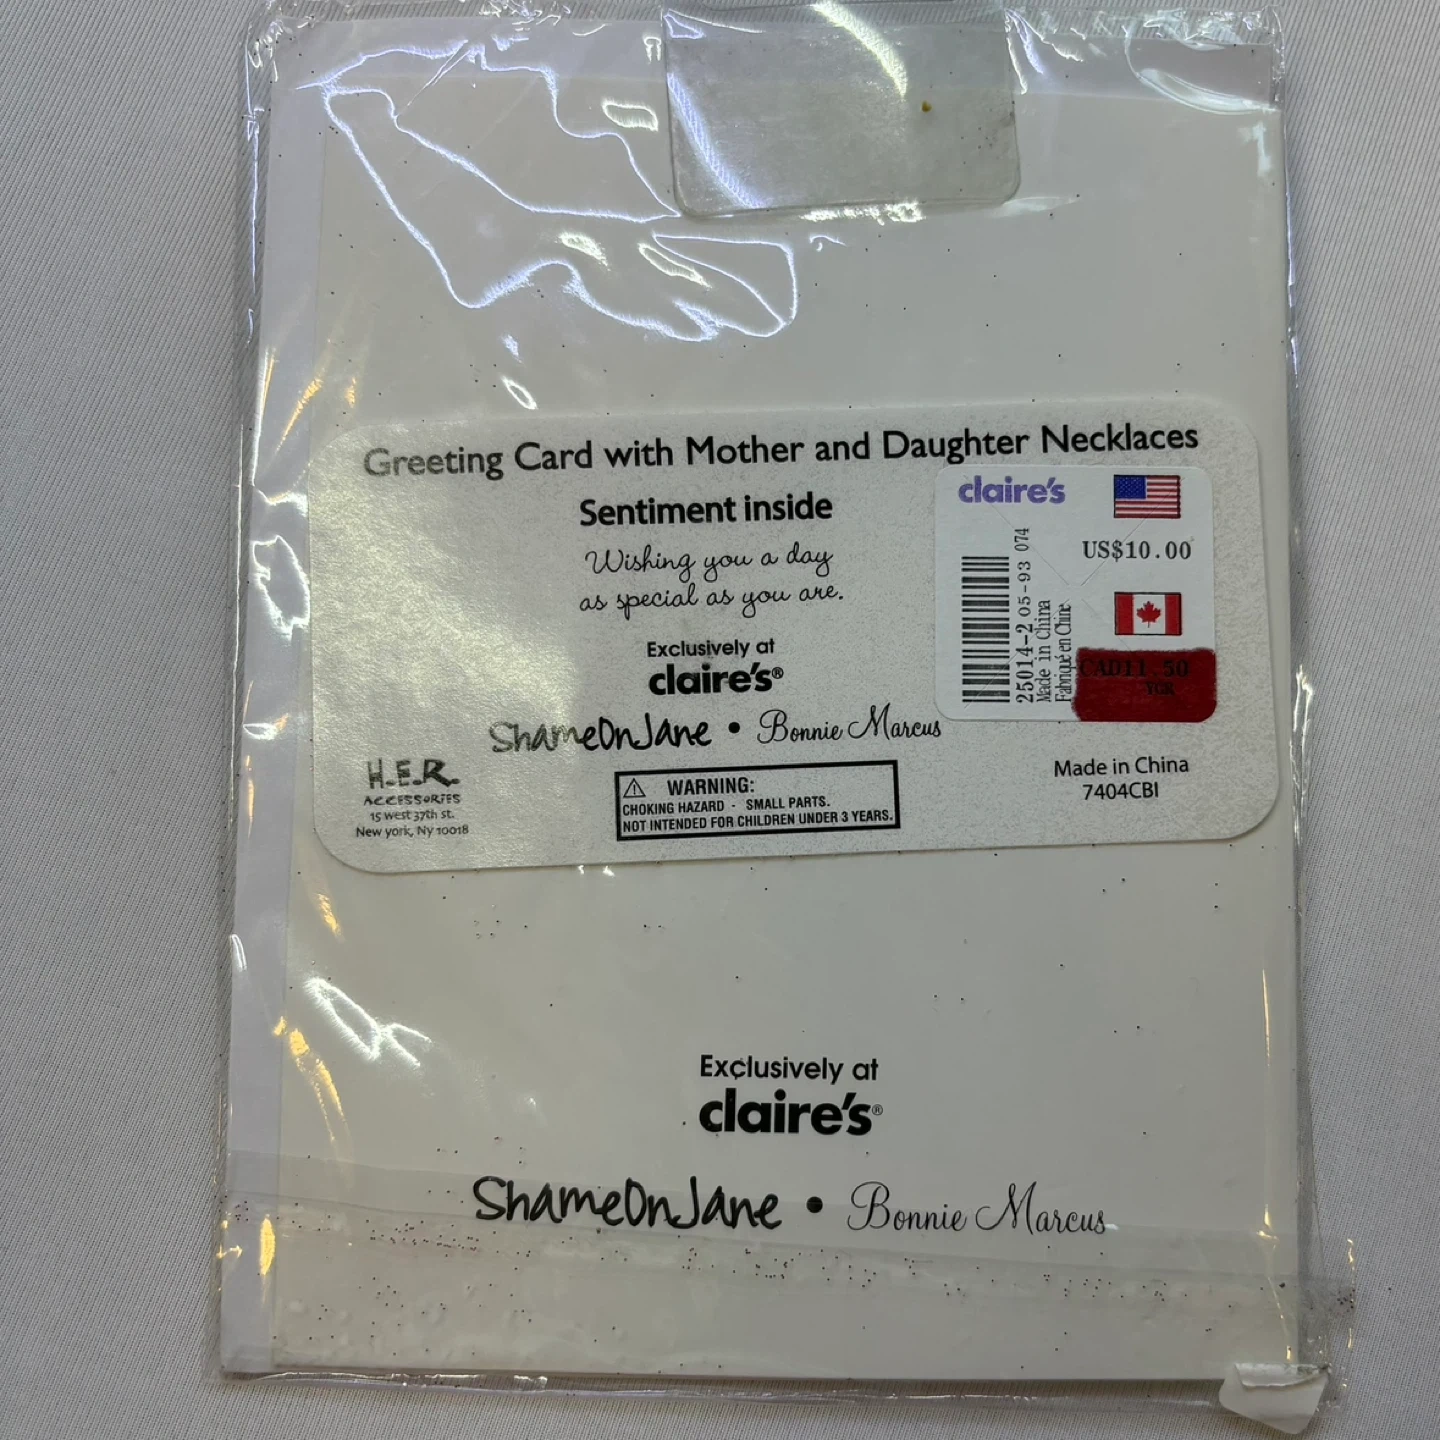 Greeting Card with Mother and Daughter Necklaces
Sentiment inside
Wishing you a day
as special as you are.
Exclusively at
claire's®
ShameOnJane • Bonnie Marcus
H.E.R.
ACCESSORIES
15 west 37th st.
New york, Ny 10018
WARNING:
CHOKING HAZARD - SMALL PARTS.
NOT INTENDED FOR CHILDREN UNDER 3 YEARS.
Made in China
7404CBI
claire's
US$10.00
CAD11.50
YGR
25014-2 05-93 074
Made in China
Fabriqué en Chine
Exclusively at
claire's®
ShameOnJane • Bonnie Marcus